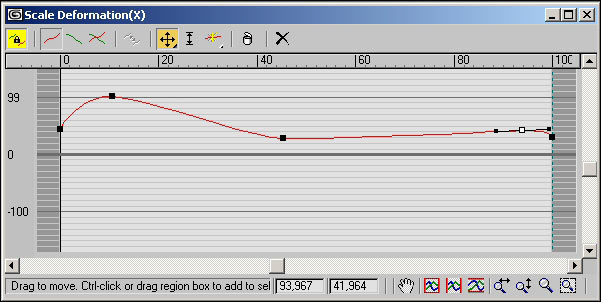 Scale Deformation(X)
0 20 40 60 80 100
99
0
-100
Drag to move. Ctrl-click or drag region box to add to sel 93,967 41,964